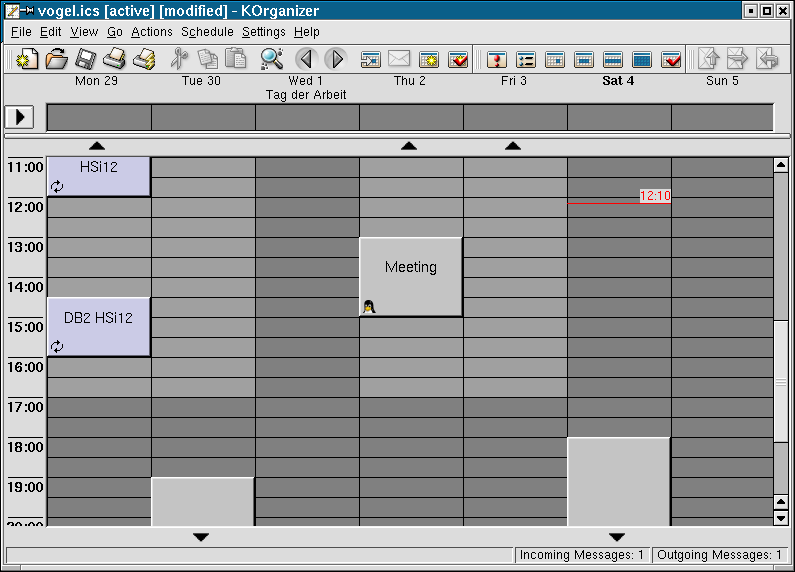 vogel.ics [active] [modified] - KOrganizer
File Edit View Go Actions Schedule Settings Help
Mon 29 Tue 30 Wed 1 Thu 2 Fri 3 Sat 4 Sun 5
Tag der Arbeit
11:00 HSi12
12:00 12:10
13:00
Meeting
14:00
DB2 HSi12
15:00
16:00
17:00
18:00
19:00
20:00
Incoming Messages: 1 Outgoing Messages: 1